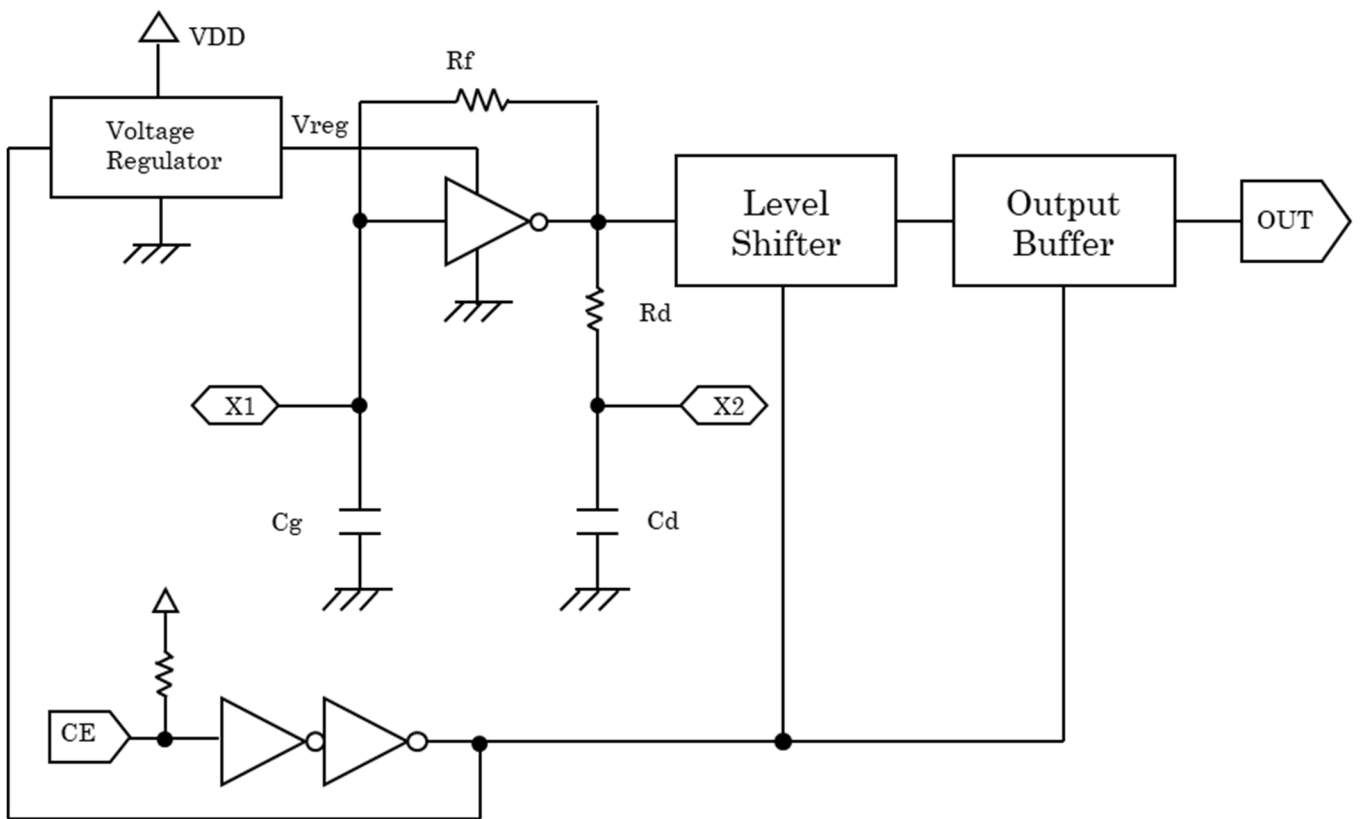 VDD
Rf
Voltage
Regulator
Vreg
Level
Shifter
Output
Buffer
OUT
Rd
X1
X2
Cg
Cd
CE